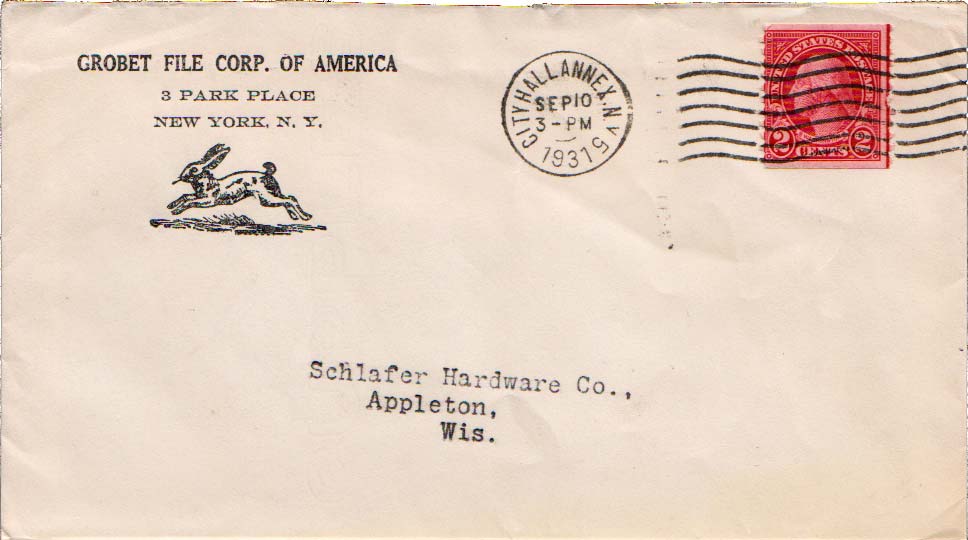 GROBET FILE CORP. OF AMERICA
3 PARK PLACE
NEW YORK, N. Y.
CITY HALL ANNEX, N.Y.
SEP 10
3-PM
1931
UNITED STATES POSTAGE
2 CENTS 2
Schlafer Hardware Co.,
Appleton,
Wis.